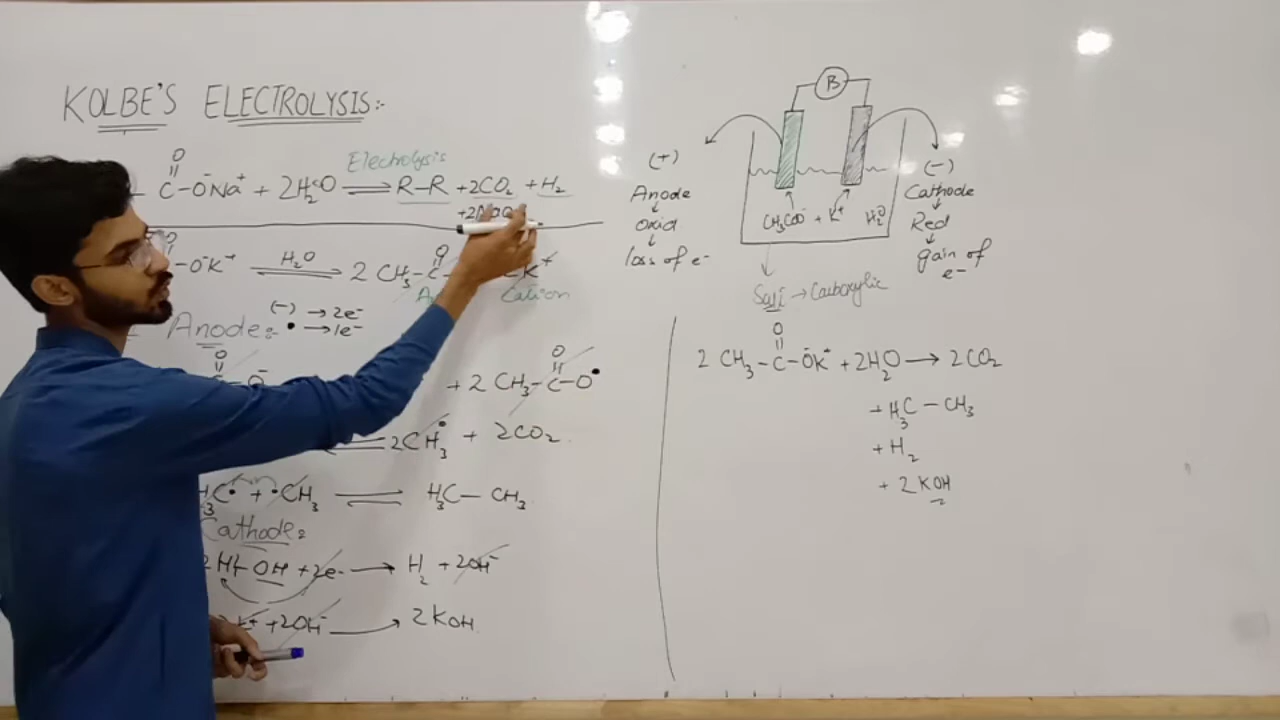 KOLBE'S ELECTROLYSIS:-
O
C-O⁻Na⁺ + 2H₂O Electrolysis ⇌ R-R + 2CO₂ + H₂
O
-O⁻K⁺ H₂O ⇌ 2 CH₃-C K⁺
O
Cation
Anode:- (-) → 2e⁻
• → 1e⁻
O
C O⁻ + 2 CH₃-C-O•
O
⇌ 2CH₃• + 2CO₂
H₃C• + •CH₃ ⇌ H₃C-CH₃
Cathode:
2H-OH + 2e⁻ → H₂ + 2OH⁻
K⁺ + 2OH⁻ → 2KOH
B
(+)
Anode
↓
Oxid
↓
loss of e⁻
CH₃COO⁻ + K⁺ H₂O
(-)
Cathode
↓
Red
↓
gain of
e⁻
→ Carboxylic
O
2 CH₃-C-O⁻K⁺ + 2H₂O → 2CO₂
+ H₃C-CH₃
+ H₂
+ 2KOH